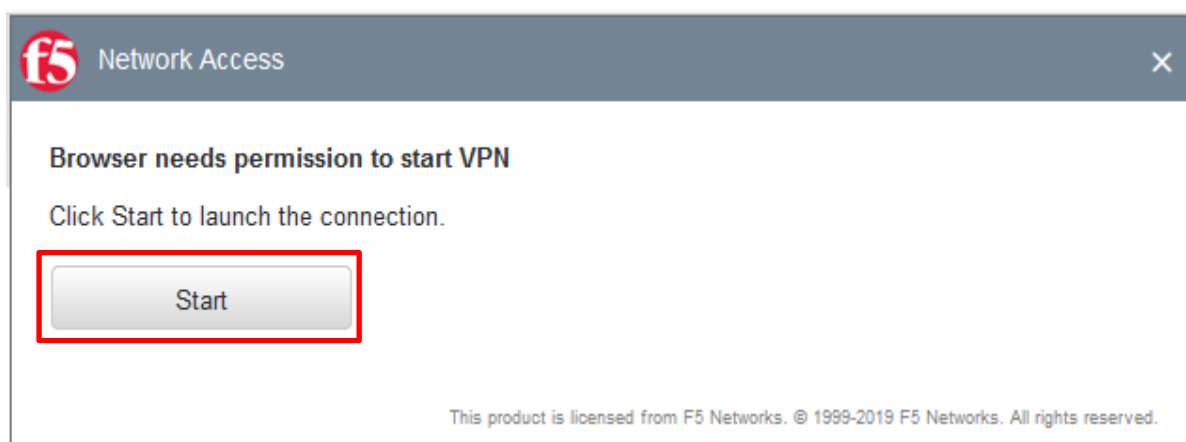 f5 Network Access
Browser needs permission to start VPN
Click Start to launch the connection.
Start
This product is licensed from F5 Networks. © 1999-2019 F5 Networks. All rights reserved.